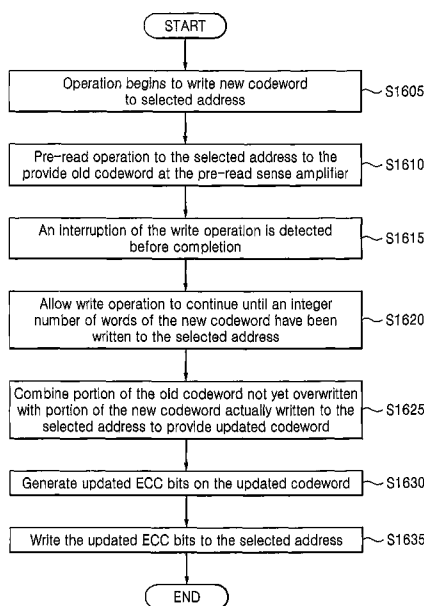 START
Operation begins to write new codeword
to selected address
S1605
Pre-read operation to the selected address to the
provide old codeword at the pre-read sense amplifier
S1610
An interruption of the write operation is detected
before completion
S1615
Allow write operation to continue until an integer
number of words of the new codeword have been
written to the selected address
S1620
Combine portion of the old codeword not yet overwritten
with portion of the new codeword actually written to the
selected address to provide updated codeword
S1625
Generate updated ECC bits on the updated codeword
S1630
Write the updated ECC bits to the selected address
S1635
END